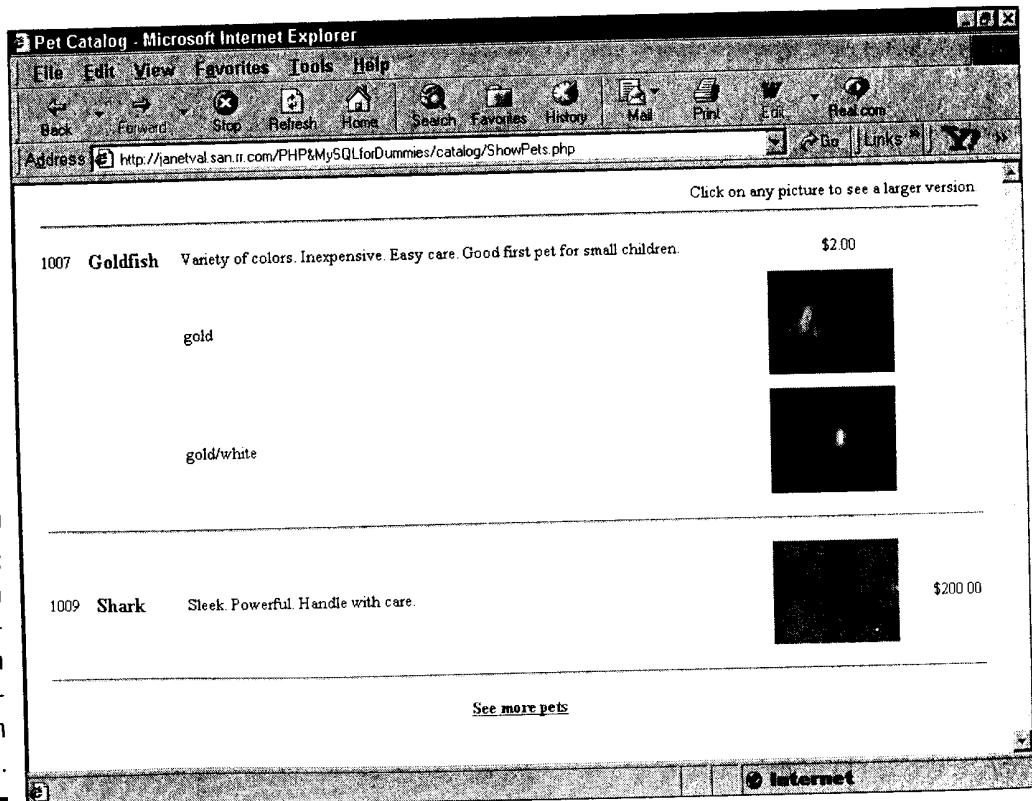 Pet Catalog - Microsoft Internet Explorer
File Edit View Favorites Tools Help
Back Forward Stop Refresh Home Search Favorites History Mail Print Edit Real.com
Address http://janetval.san.rr.com/PHP&MySQLforDummies/catalog/ShowPets.php Go Links »
Click on any picture to see a larger version
1007 Goldfish Variety of colors. Inexpensive. Easy care. Good first pet for small children. $2.00
gold
gold/white
1009 Shark Sleek. Powerful. Handle with care. $200.00
See more pets
Internet